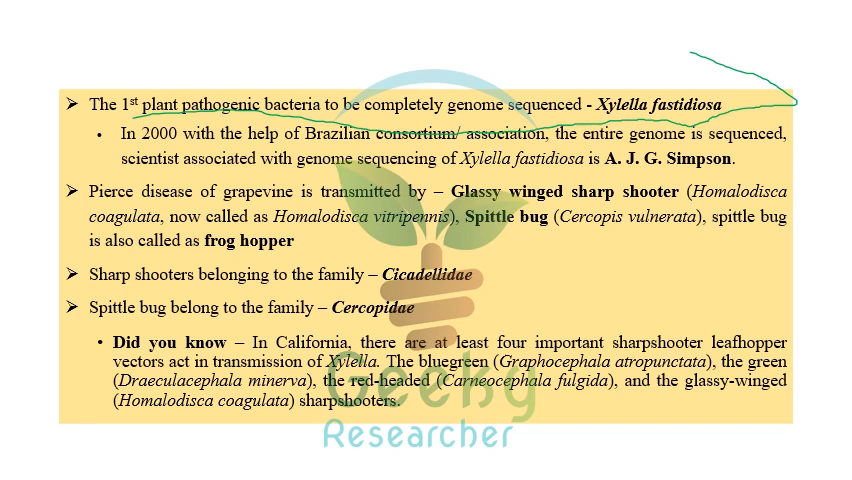 ➢ The 1st plant pathogenic bacteria to be completely genome sequenced - Xylella fastidiosa
• In 2000 with the help of Brazilian consortium/ association, the entire genome is sequenced,
scientist associated with genome sequencing of Xylella fastidiosa is A. J. G. Simpson.
➢ Pierce disease of grapevine is transmitted by – Glassy winged sharp shooter (Homalodisca
coagulata, now called as Homalodisca vitripennis), Spittle bug (Cercopis vulnerata), spittle bug
is also called as frog hopper
➢ Sharp shooters belonging to the family – Cicadellidae
➢ Spittle bug belong to the family – Cercopidae
• Did you know – In California, there are at least four important sharpshooter leafhopper
vectors act in transmission of Xylella. The bluegreen (Graphocephala atropunctata), the green
(Draeculacephala minerva), the red-headed (Carneocephala fulgida), and the glassy-winged
(Homalodisca coagulata) sharpshooters.
Geeky
Researcher